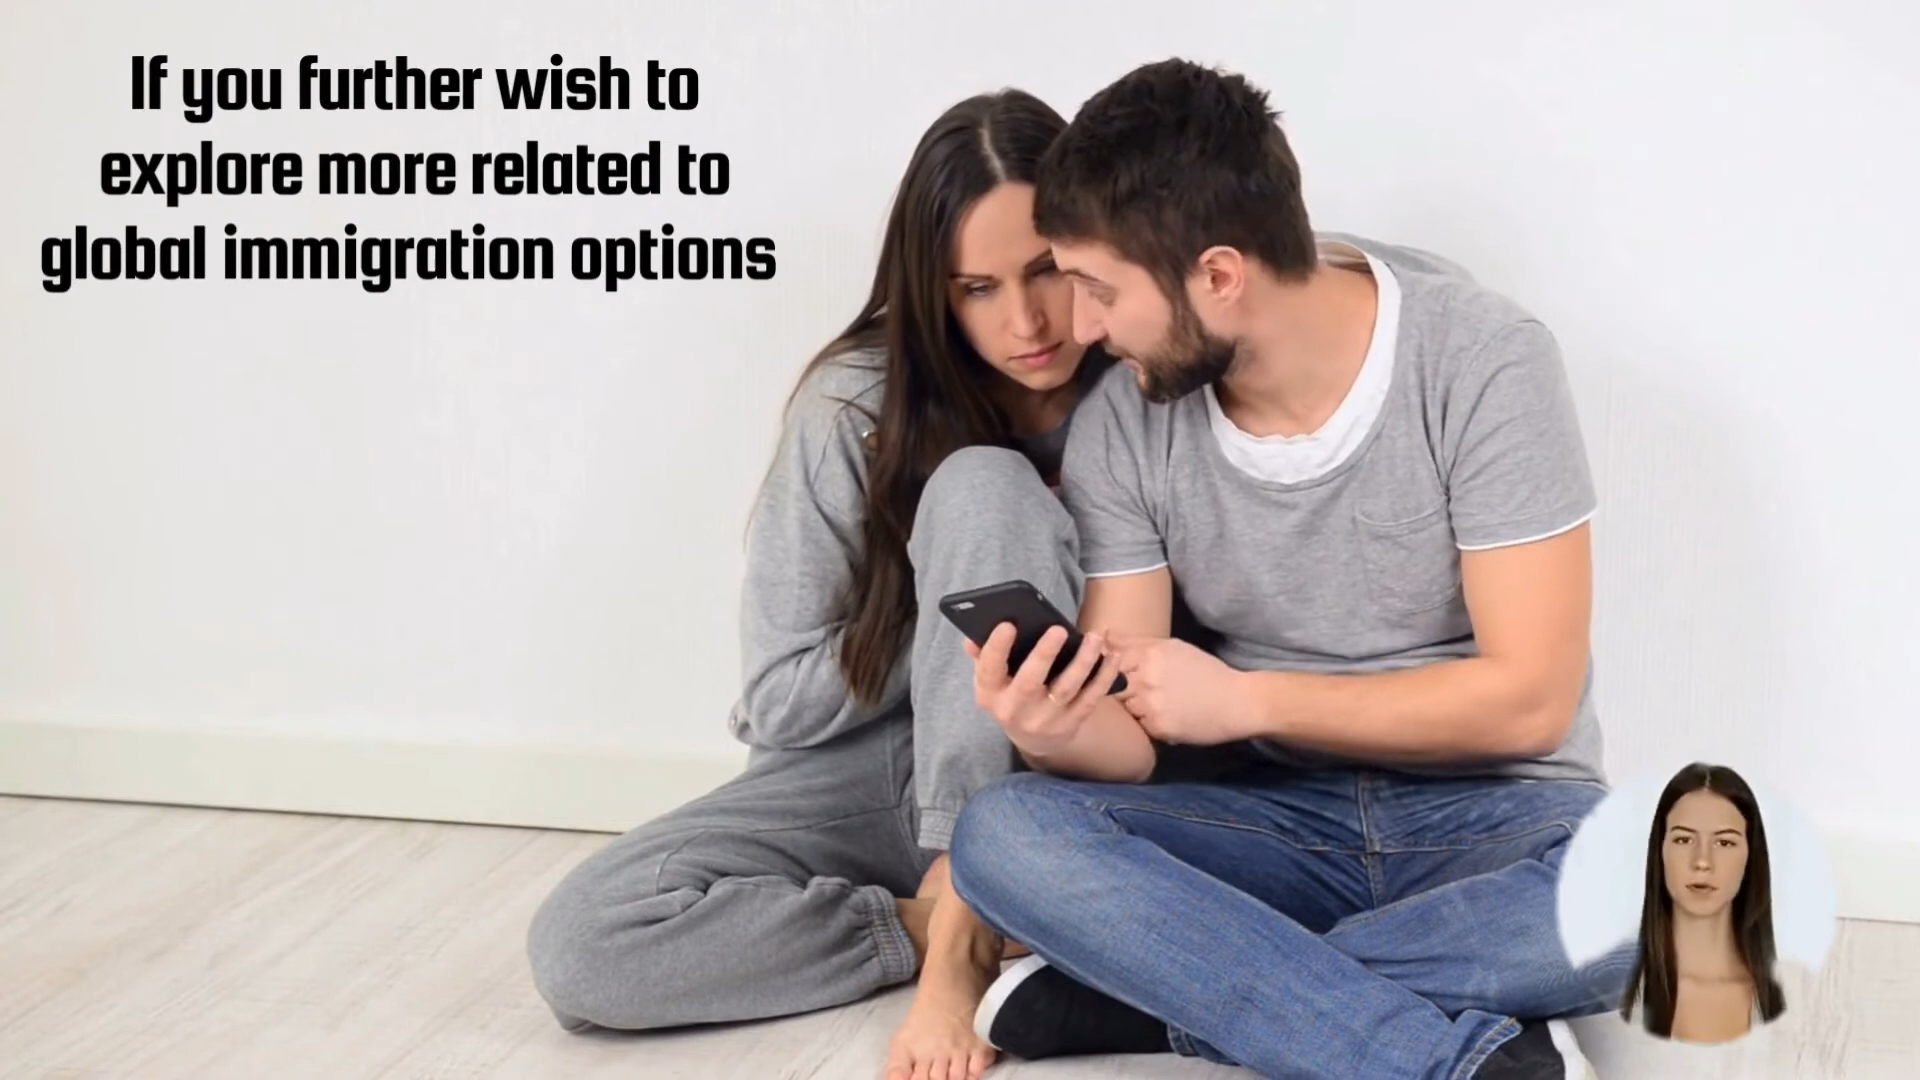 If you further wish to
explore more related to
global immigration options